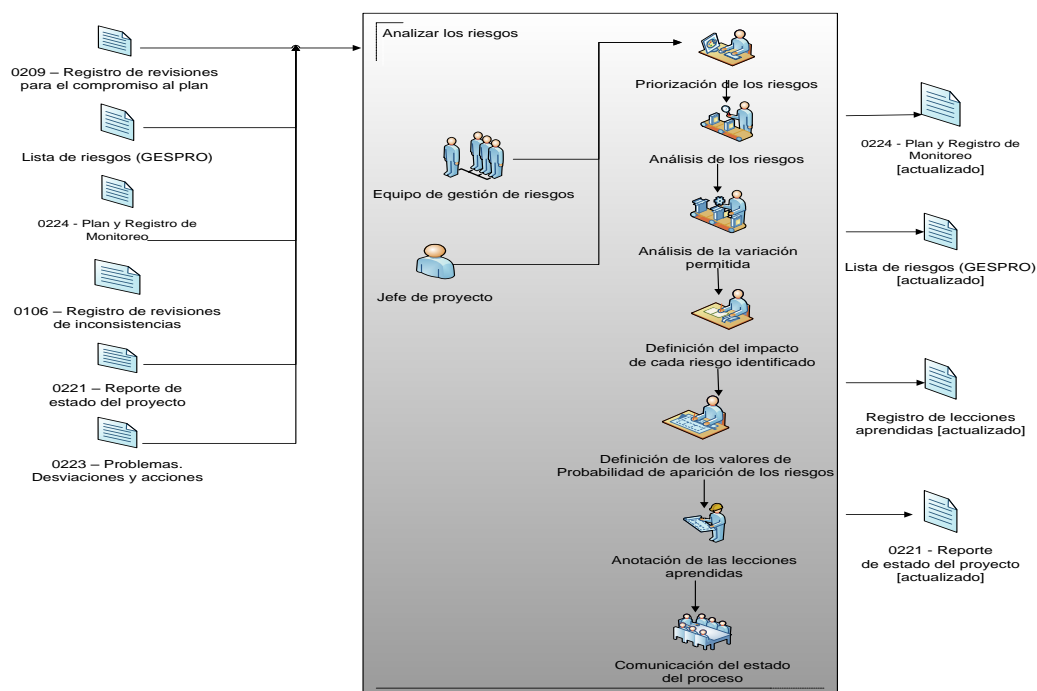 0209 – Registro de revisiones
para el compromiso al plan
Lista de riesgos (GESPRO)
0224 - Plan y Registro de
Monitoreo
0106 – Registro de revisiones
de inconsistencias
0221 – Reporte de
estado del proyecto
0223 – Problemas.
Desviaciones y acciones
Analizar los riesgos
Equipo de gestión de riesgos
Jefe de proyecto
Priorización de los riesgos
Análisis de los riesgos
Análisis de la variación
permitida
Definición del impacto
de cada riesgo identificado
Definición de los valores de
Probabilidad de aparición de los riesgos
Anotación de las lecciones
aprendidas
Comunicación del estado
del proceso
0224 - Plan y Registro de
Monitoreo
[actualizado]
Lista de riesgos (GESPRO)
[actualizado]
Registro de lecciones
aprendidas [actualizado]
0221 - Reporte
de estado del proyecto
[actualizado]